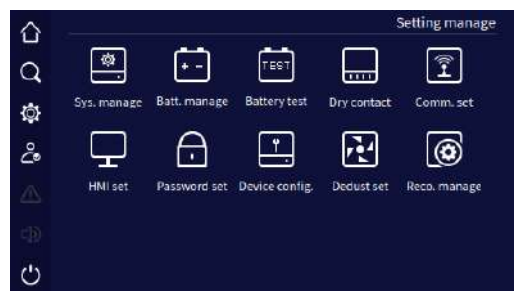 Setting manage
TEST
Sys. manage Batt. manage Battery test Dry contact Comm. set
HMI set Password set Device config. Dedust set Reco. manage